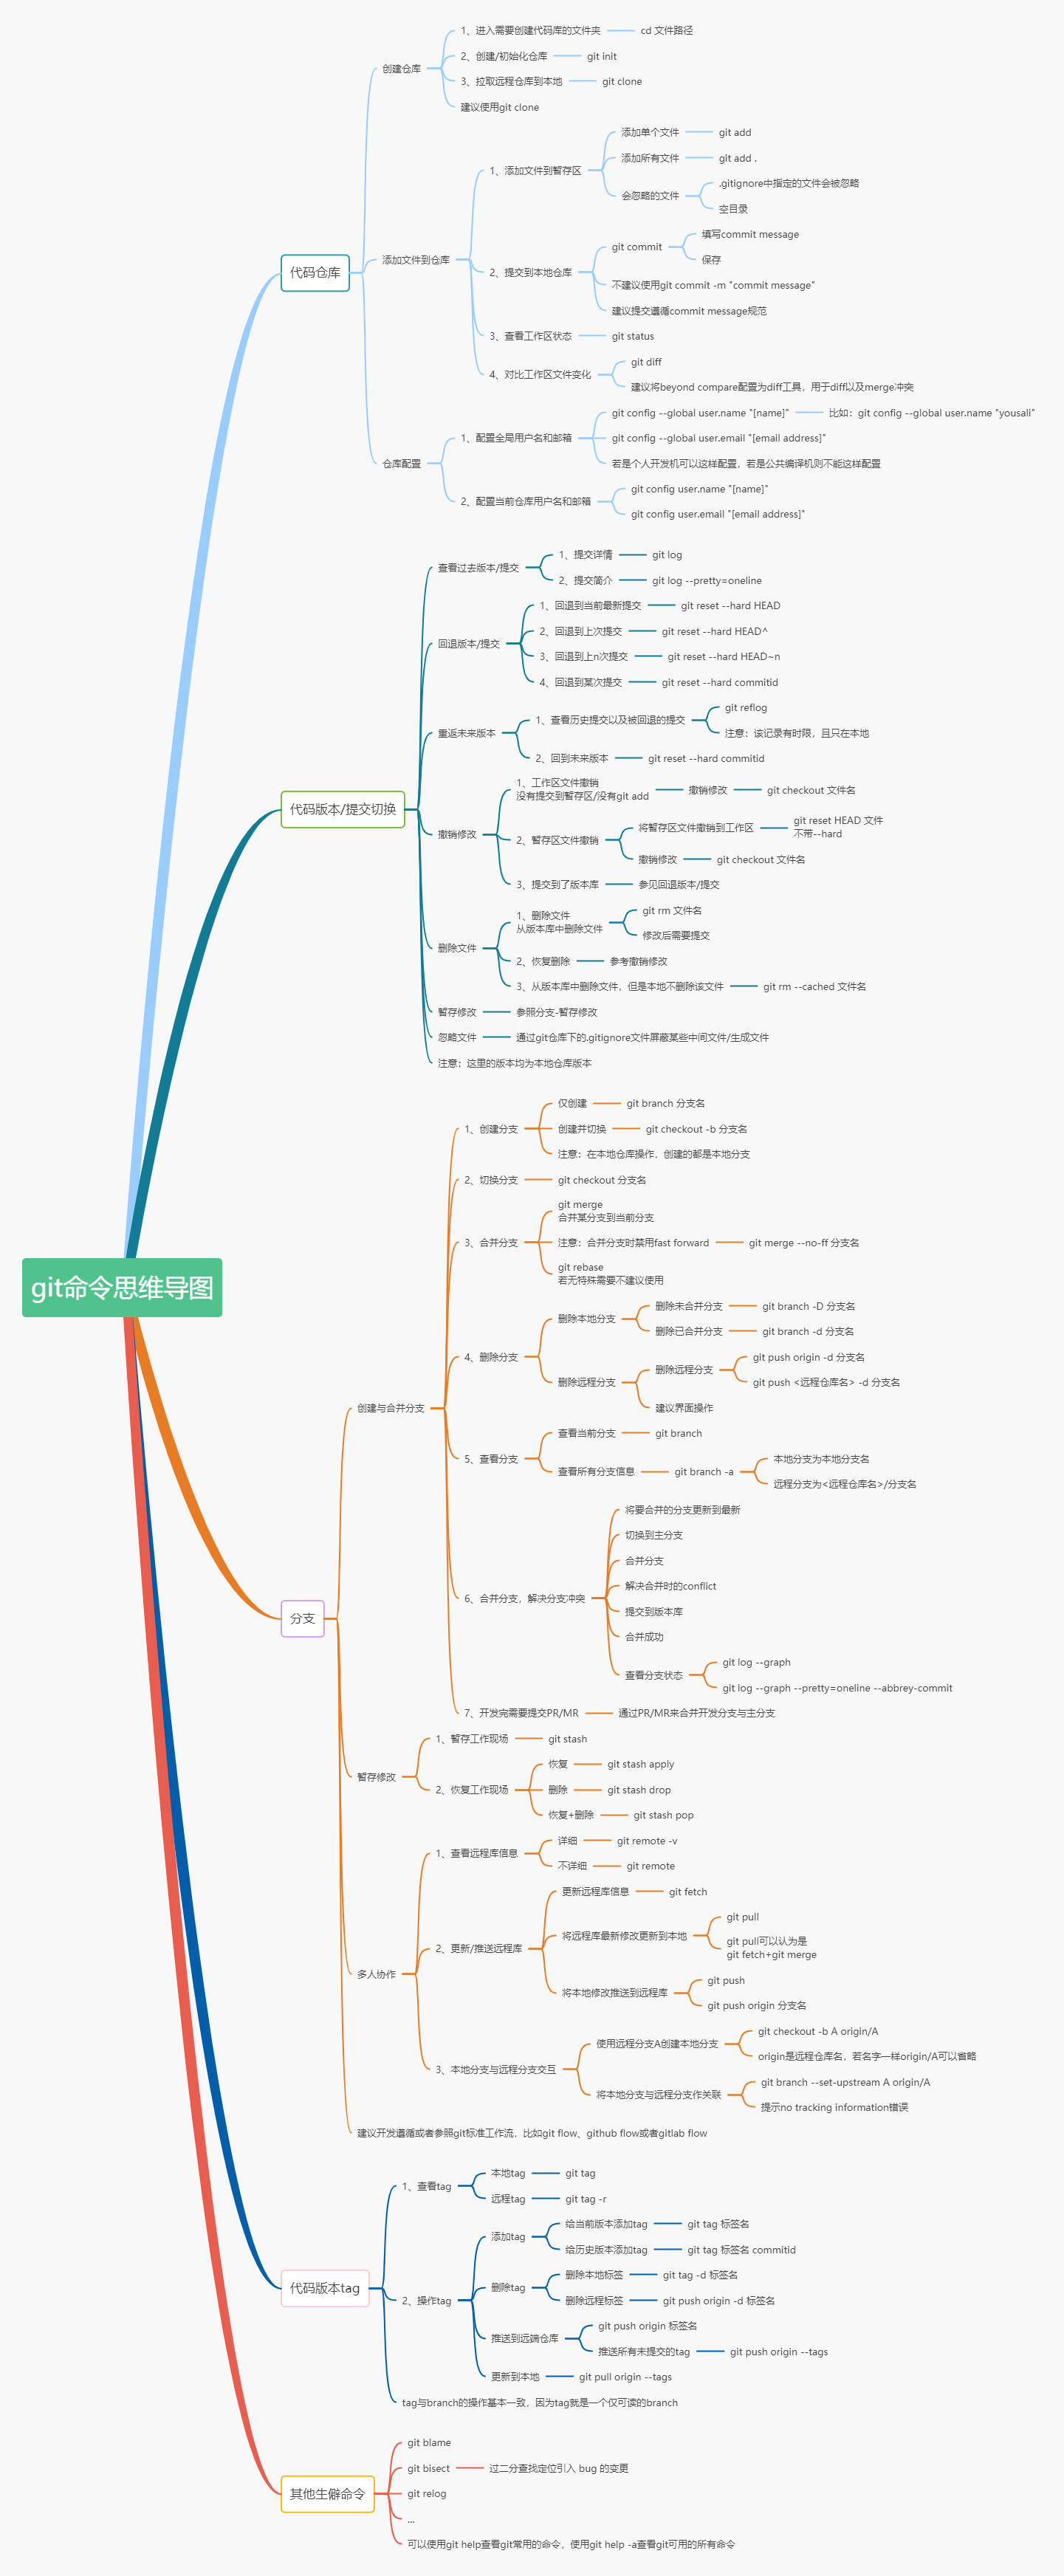 git命令思维导图
代码仓库
创建仓库
1、进入需要创建代码库的文件夹
cd 文件路径
2、创建/初始化仓库
git init
3、拉取远程仓库到本地
git clone
建议使用git clone
添加文件到仓库
1、添加文件到暂存区
添加单个文件
git add
添加所有文件
git add .
会忽略的文件
.gitignore中指定的文件会被忽略
空目录
2、提交到本地仓库
git commit
填写commit message
保存
不建议使用git commit -m "commit message"
建议提交遵循commit message规范
3、查看工作区状态
git status
4、对比工作区文件变化
git diff
建议将beyond compare配置为diff工具，用于diff以及merge冲突
仓库配置
1、配置全局用户名和邮箱
git config --global user.name "[name]"
比如：git config --global user.name "yousali"
git config --global user.email "[email address]"
若是个人开发机可以这样配置，若是公共编译机则不能这样配置
2、配置当前仓库用户名和邮箱
git config user.name "[name]"
git config user.email "[email address]"
代码版本/提交切换
查看过去版本/提交
1、提交详情
git log
2、提交简介
git log --pretty=oneline
回退版本/提交
1、回退到当前最新提交
git reset --hard HEAD
2、回退到上次提交
git reset --hard HEAD^
3、回退到上n次提交
git reset --hard HEAD~n
4、回退到某次提交
git reset --hard commitid
重返未来版本
1、查看历史提交以及被回退的提交
git reflog
注意：该记录有时限，且只在本地
2、回到未来版本
git reset --hard commitid
撤销修改
1、工作区文件撤销
没有提交到暂存区/没有git add
撤销修改
git checkout 文件名
2、暂存区文件撤销
将暂存区文件撤销到工作区
git reset HEAD 文件
不带--hard
撤销修改
git checkout 文件名
3、提交到了版本库
参见回退版本/提交
删除文件
1、删除文件
从版本库中删除文件
git rm 文件名
修改后需要提交
2、恢复删除
参考撤销修改
3、从版本库中删除文件，但是本地不删除该文件
git rm --cached 文件名
暂存修改
参照分支-暂存修改
忽略文件
通过git仓库下的.gitignore文件屏蔽某些中间文件/生成文件
注意：这里的版本均为本地仓库版本
分支
创建与合并分支
1、创建分支
仅创建
git branch 分支名
创建并切换
git checkout -b 分支名
注意：在本地仓库操作，创建的都是本地分支
2、切换分支
git checkout 分支名
3、合并分支
git merge
合并某分支到当前分支
注意：合并分支时禁用fast forward
git merge --no-ff 分支名
git rebase
若无特殊需要不建议使用
4、删除分支
删除本地分支
删除未合并分支
git branch -D 分支名
删除已合并分支
git branch -d 分支名
删除远程分支
删除远程分支
git push origin -d 分支名
git push <远程仓库名> -d 分支名
建议界面操作
5、查看分支
查看当前分支
git branch
查看所有分支信息
git branch -a
本地分支为本地分支名
远程分支为<远程仓库名>/分支名
6、合并分支，解决分支冲突
将要合并的分支更新到最新
切换到主分支
合并分支
解决合并时的conflict
提交到版本库
合并成功
查看分支状态
git log --graph
git log --graph --pretty=oneline --abbrey-commit
7、开发完需要提交PR/MR
通过PR/MR来合并开发分支与主分支
暂存修改
1、暂存工作现场
git stash
2、恢复工作现场
恢复
git stash apply
删除
git stash drop
恢复+删除
git stash pop
多人协作
1、查看远程库信息
详细
git remote -v
不详细
git remote
2、更新/推送远程库
更新远程库信息
git fetch
将远程库最新修改更新到本地
git pull
git pull可以认为是
git fetch+git merge
将本地修改推送到远程库
git push
git push origin 分支名
3、本地分支与远程分支交互
使用远程分支A创建本地分支
git checkout -b A origin/A
origin是远程仓库名，若名字一样origin/A可以省略
将本地分支与远程分支作关联
git branch --set-upstream A origin/A
提示no tracking information错误
建议开发遵循或者参照git标准工作流，比如git flow、github flow或者gitlab flow
代码版本tag
1、查看tag
本地tag
git tag
远程tag
git tag -r
2、操作tag
添加tag
给当前版本添加tag
git tag 标签名
给历史版本添加tag
git tag 标签名 commitid
删除tag
删除本地标签
git tag -d 标签名
删除远程标签
git push origin -d 标签名
推送到远端仓库
git push origin 标签名
推送所有未提交的tag
git push origin --tags
更新到本地
git pull origin --tags
tag与branch的操作基本一致，因为tag就是一个仅可读的branch
其他生僻命令
git blame
git bisect
过二分查找定位引入 bug 的变更
git relog
...
可以使用git help查看git常用的命令，使用git help -a查看git可用的所有命令